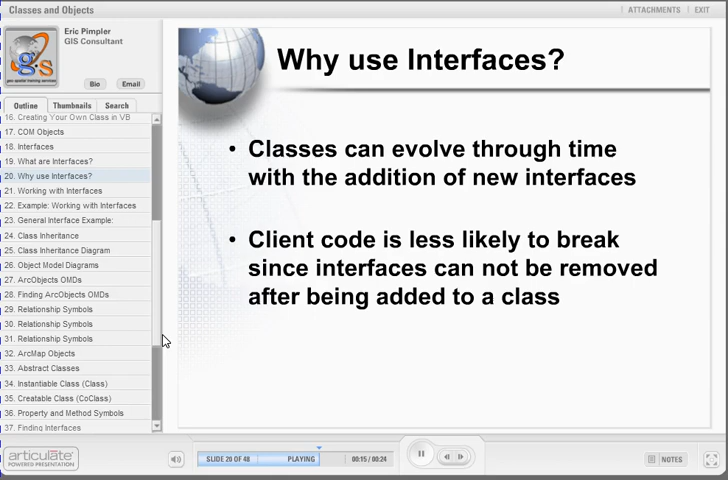 Classes and Objects
ATTACHMENTS
EXIT
Eric Pimpler
GIS Consultant
gis
geo spatial training services
Bio
Email
Outline
Thumbnails
Search
16. Creating Your Own Class in VB
17. COM Objects
18. Interfaces
19. What are Interfaces?
20. Why use Interfaces?
21. Working with Interfaces
22. Example: Working with Interfaces
23. General Interface Example:
24. Class Inheritance
25. Class Inheritance Diagram
26. Object Model Diagrams
27. ArcObjects OMDs
28. Finding ArcObjects OMDs
29. Relationship Symbols
30. Relationship Symbols
31. Relationship Symbols
32. ArcMap Objects
33. Abstract Classes
34. Instantiable Class (Class)
35. Creatable Class (CoClass)
36. Property and Method Symbols
37. Finding Interfaces
Why use Interfaces?
• Classes can evolve through time
with the addition of new interfaces
• Client code is less likely to break
since interfaces can not be removed
after being added to a class
articulate
POWERED PRESENTATION
SLIDE 20 OF 48
PLAYING
00:15 / 00:24
NOTES